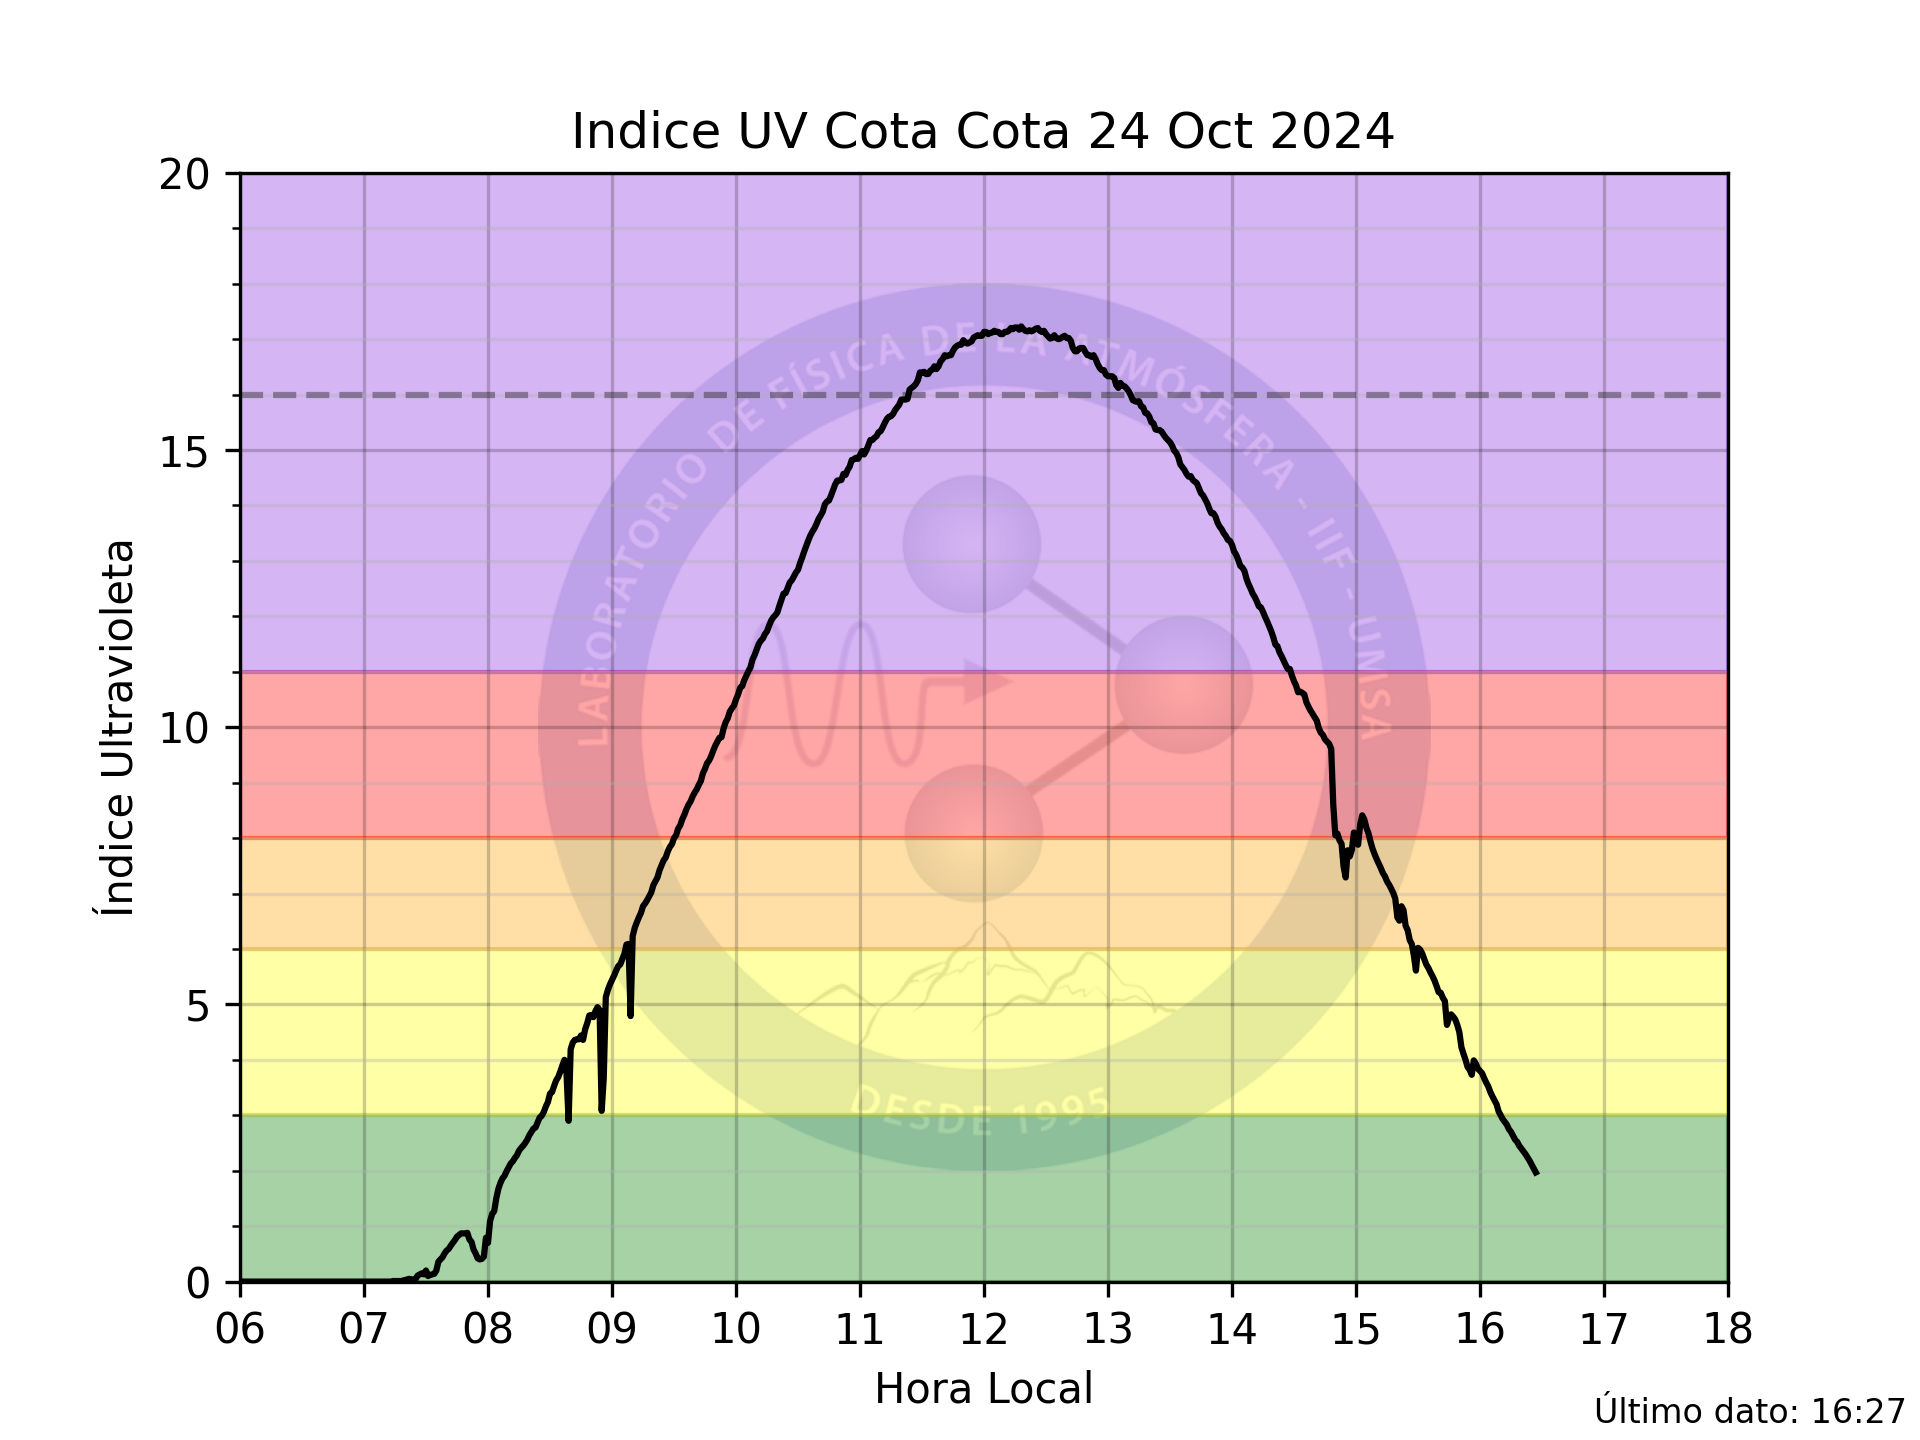 Indice UV Cota Cota 24 Oct 2024
20
15
10
5
0
Índice Ultravioleta
LABORATORIO DE FÍSICA DE LA ATMÓSFERA - IIF - UMSA
DESDE 1995
06 07 08 09 10 11 12 13 14 15 16 17 18
Hora Local
Último dato: 16:27